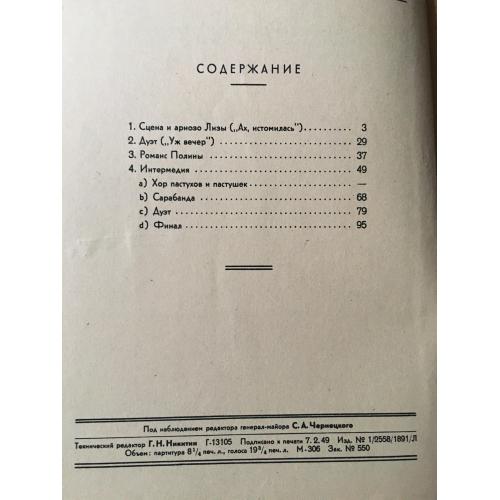 СОДЕРЖАНИЕ
1. Сцена и ариозо Лизы („Ах, истомилась") . . . . . . . . 3
2. Дуэт („Уж вечер") . . . . . . . . . . . . . . . . . . . . 29
3. Романс Полины . . . . . . . . . . . . . . . . . . . . 37
4. Интермедия . . . . . . . . . . . . . . . . . . . . . . 49
a) Хор пастухов и пастушек . . . . . . . . . . . . . . —
b) Сарабанда . . . . . . . . . . . . . . . . . . . . . 68
c) Дуэт . . . . . . . . . . . . . . . . . . . . . . . . 79
d) Финал . . . . . . . . . . . . . . . . . . . . . . . 95
Под наблюдением редактора генерал-майора С. А. Чернецкого
Технический редактор Г. Н. Никитин Г-13105 Подписано к печати 7. 2. 49 Изд. № 1/2558/1891/Л
Объем: партитура 8¹/₄ печ. л., голоса 19³/₄ печ. л. М-306 Зак. № 550